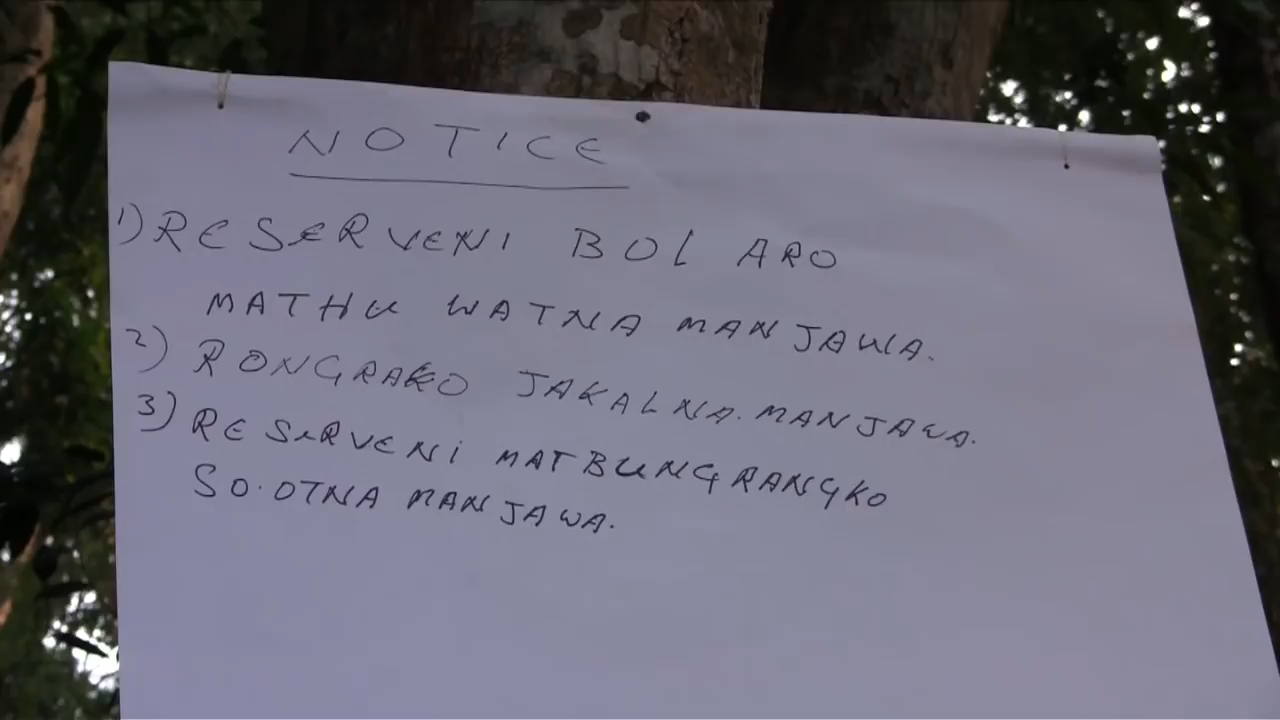 NOTICE
1) RESERVENI BOL ARO
MATHU WATNA MANJAWA.
2) RONGRAKO JAKALNA. MANJAWA.
3) RESERVENI MATBUNGRANGKO
SO.OTNA MANJAWA.